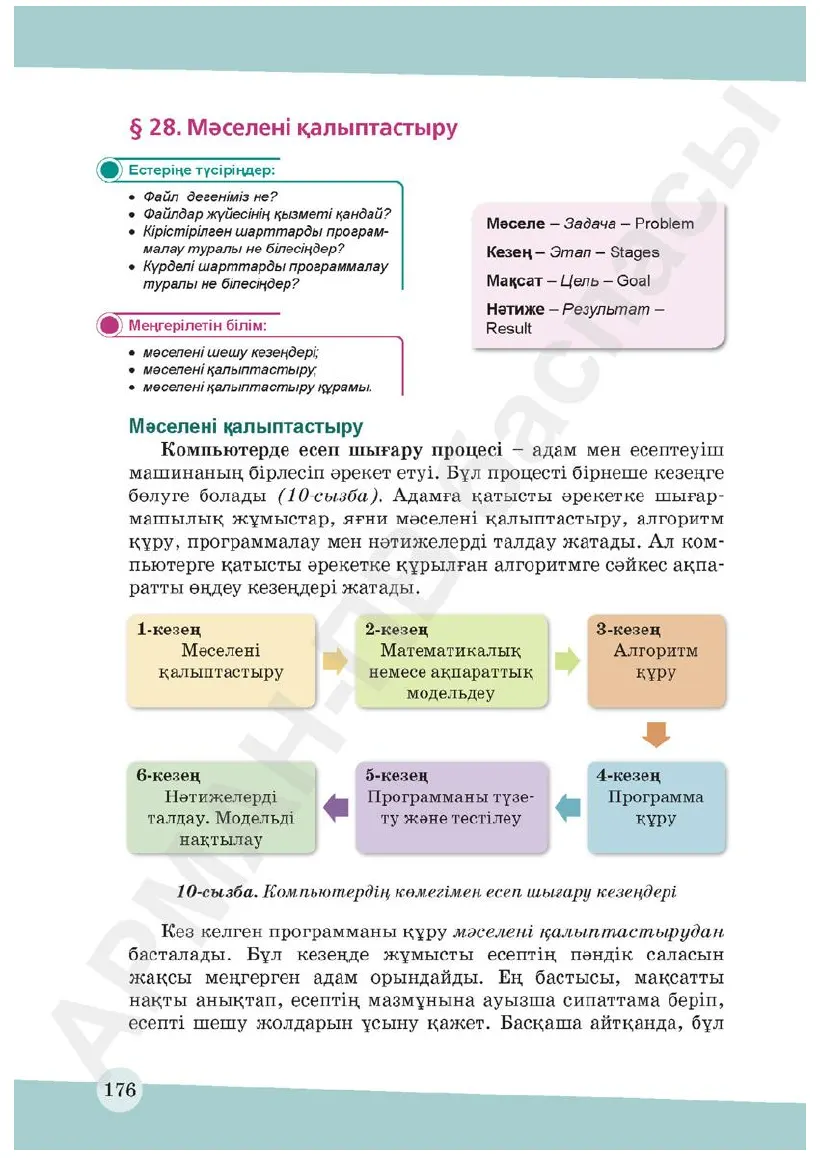 § 28. Мәселені қалыптастыру
Естеріңе түсіріңдер:
• Файл дегеніміз не?
• Файлдар жүйесінің қызметі қандай?
• Кірістірілген шарттарды програм-
малау туралы не білесіңдер?
• Күрделі шарттарды программалау
туралы не білесіңдер?
Меңгерілетін білім:
• мәселені шешу кезеңдері;
• мәселені қалыптастыру;
• мәселені қалыптастыру құрамы.
Мәселе – Задача – Problem
Кезең – Этап – Stages
Мақсат – Цель – Goal
Нәтиже – Результат –
Result
Мәселені қалыптастыру
Компьютерде есеп шығару процесі – адам мен есептеуіш
машинаның бірлесіп әрекет етуі. Бұл процесті бірнеше кезеңге
бөлуге болады (10-сызба). Адамға қатысты әрекетке шығар-
машылық жұмыстар, яғни мәселені қалыптастыру, алгоритм
құру, программалау мен нәтижелерді талдау жатады. Ал ком-
пьютерге қатысты әрекетке құрылған алгоритмге сәйкес ақпа-
ратты өңдеу кезеңдері жатады.
1-кезең
Мәселені
қалыптастыру
2-кезең
Математикалық
немесе ақпараттық
модельдеу
3-кезең
Алгоритм
құру
6-кезең
Нәтижелерді
талдау. Модельді
нақтылау
5-кезең
Программаны түзе-
ту және тестілеу
4-кезең
Программа
құру
10-сызба. Компьютердің көмегімен есеп шығару кезеңдері
Кез келген программаны құру мәселені қалыптастырудан
басталады. Бұл кезеңде жұмысты есептің пәндік саласын
жақсы меңгерген адам орындайды. Ең бастысы, мақсатты
нақты анықтап, есептің мазмұнына ауызша сипаттама беріп,
есепті шешу жолдарын ұсыну қажет. Басқаша айтқанда, бұл
176
АРМАН-ПВ баспасы